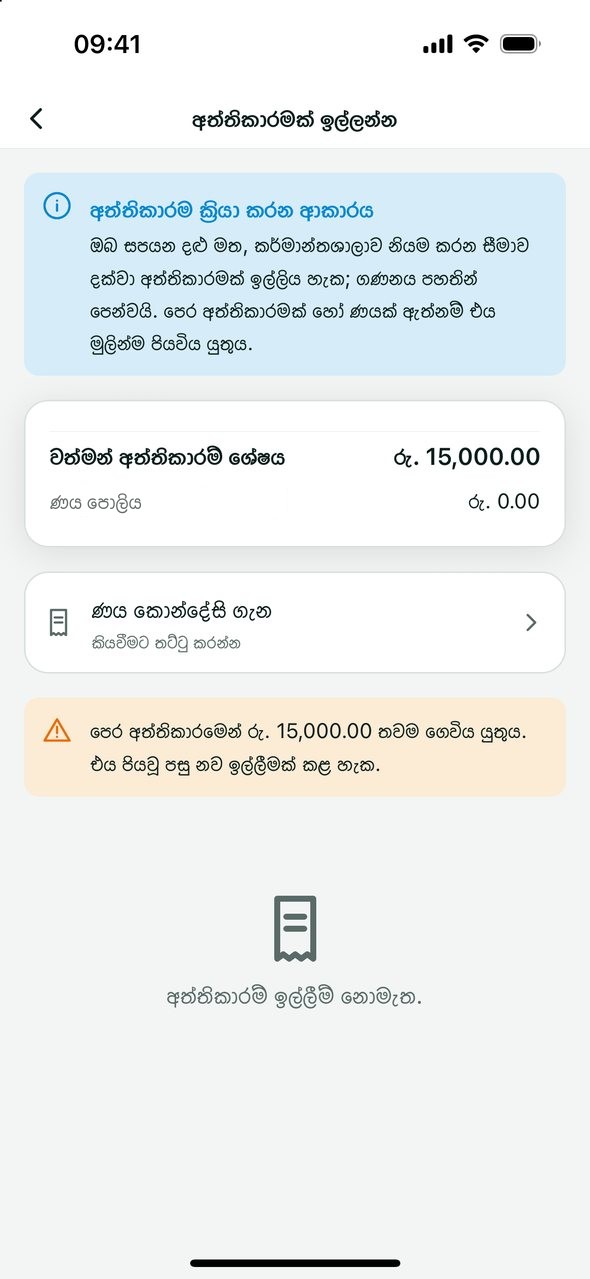 09:41
අත්තිකාරමක් ඉල්ලන්න
අත්තිකාරම ක්‍රියා කරන ආකාරය
ඔබ සපයන දළු මත, කර්මාන්තශාලාව නියම කරන සීමාව
දක්වා අත්තිකාරමක් ඉල්ලිය හැක; ගණනය පහතින්
පෙන්වයි. පෙර අත්තිකාරමක් හෝ ණයක් ඇත්නම් එය
මුලින්ම පියවිය යුතුය.
වත්මන් අත්තිකාරම් ශේෂය රු. 15,000.00
ණය පොලිය රු. 0.00
ණය කොන්දේසි ගැන
කියවීමට තට්ටු කරන්න
පෙර අත්තිකාරමෙන් රු. 15,000.00 තවම ගෙවිය යුතුය.
එය පියවූ පසු නව ඉල්ලීමක් කළ හැක.
අත්තිකාරම් ඉල්ලීම් නොමැත.